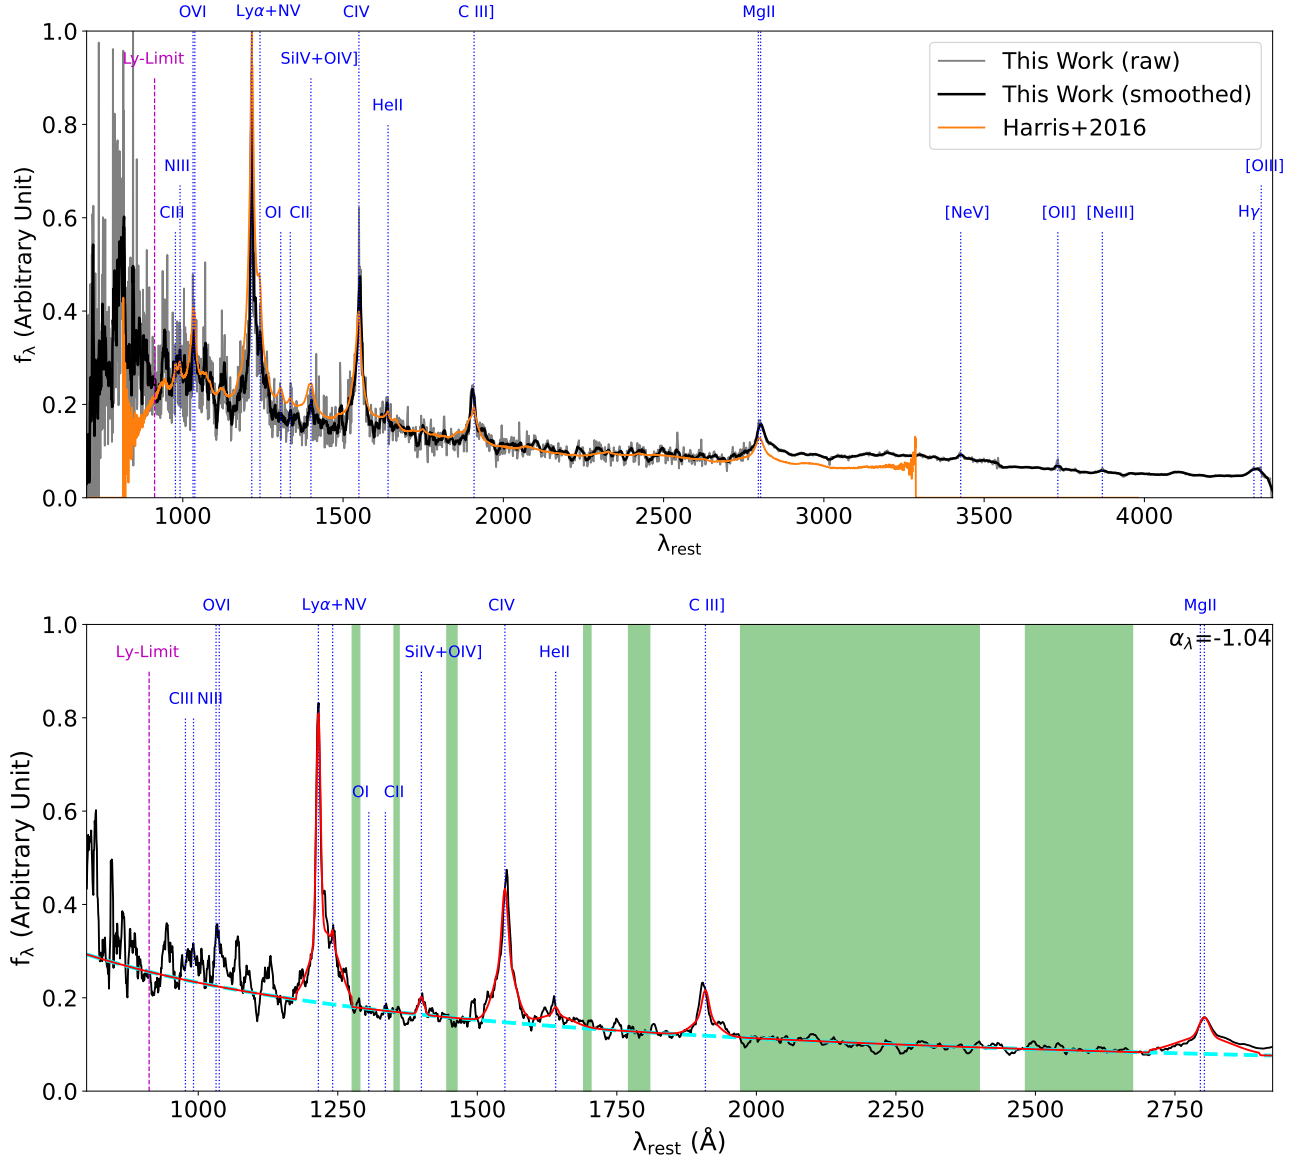 OVI Lyα+NV CIV C III] MgII
Ly-Limit SiIV+OIV]
HeII
NIII [OIII]
CIII OI CII [NeV] [OII] [NeIII] Hγ
This Work (raw)
This Work (smoothed)
Harris+2016
1.0
0.8
0.6
0.4
0.2
0.0
fλ (Arbitrary Unit)
1000 1500 2000 2500 3000 3500 4000
λrest
OVI Lyα+NV CIV C III] MgII
αλ=-1.04
Ly-Limit SiIV+OIV] HeII
CIII NIII
OI CII
1.0
0.8
0.6
0.4
0.2
0.0
fλ (Arbitrary Unit)
1000 1250 1500 1750 2000 2250 2500 2750
λrest (Å)